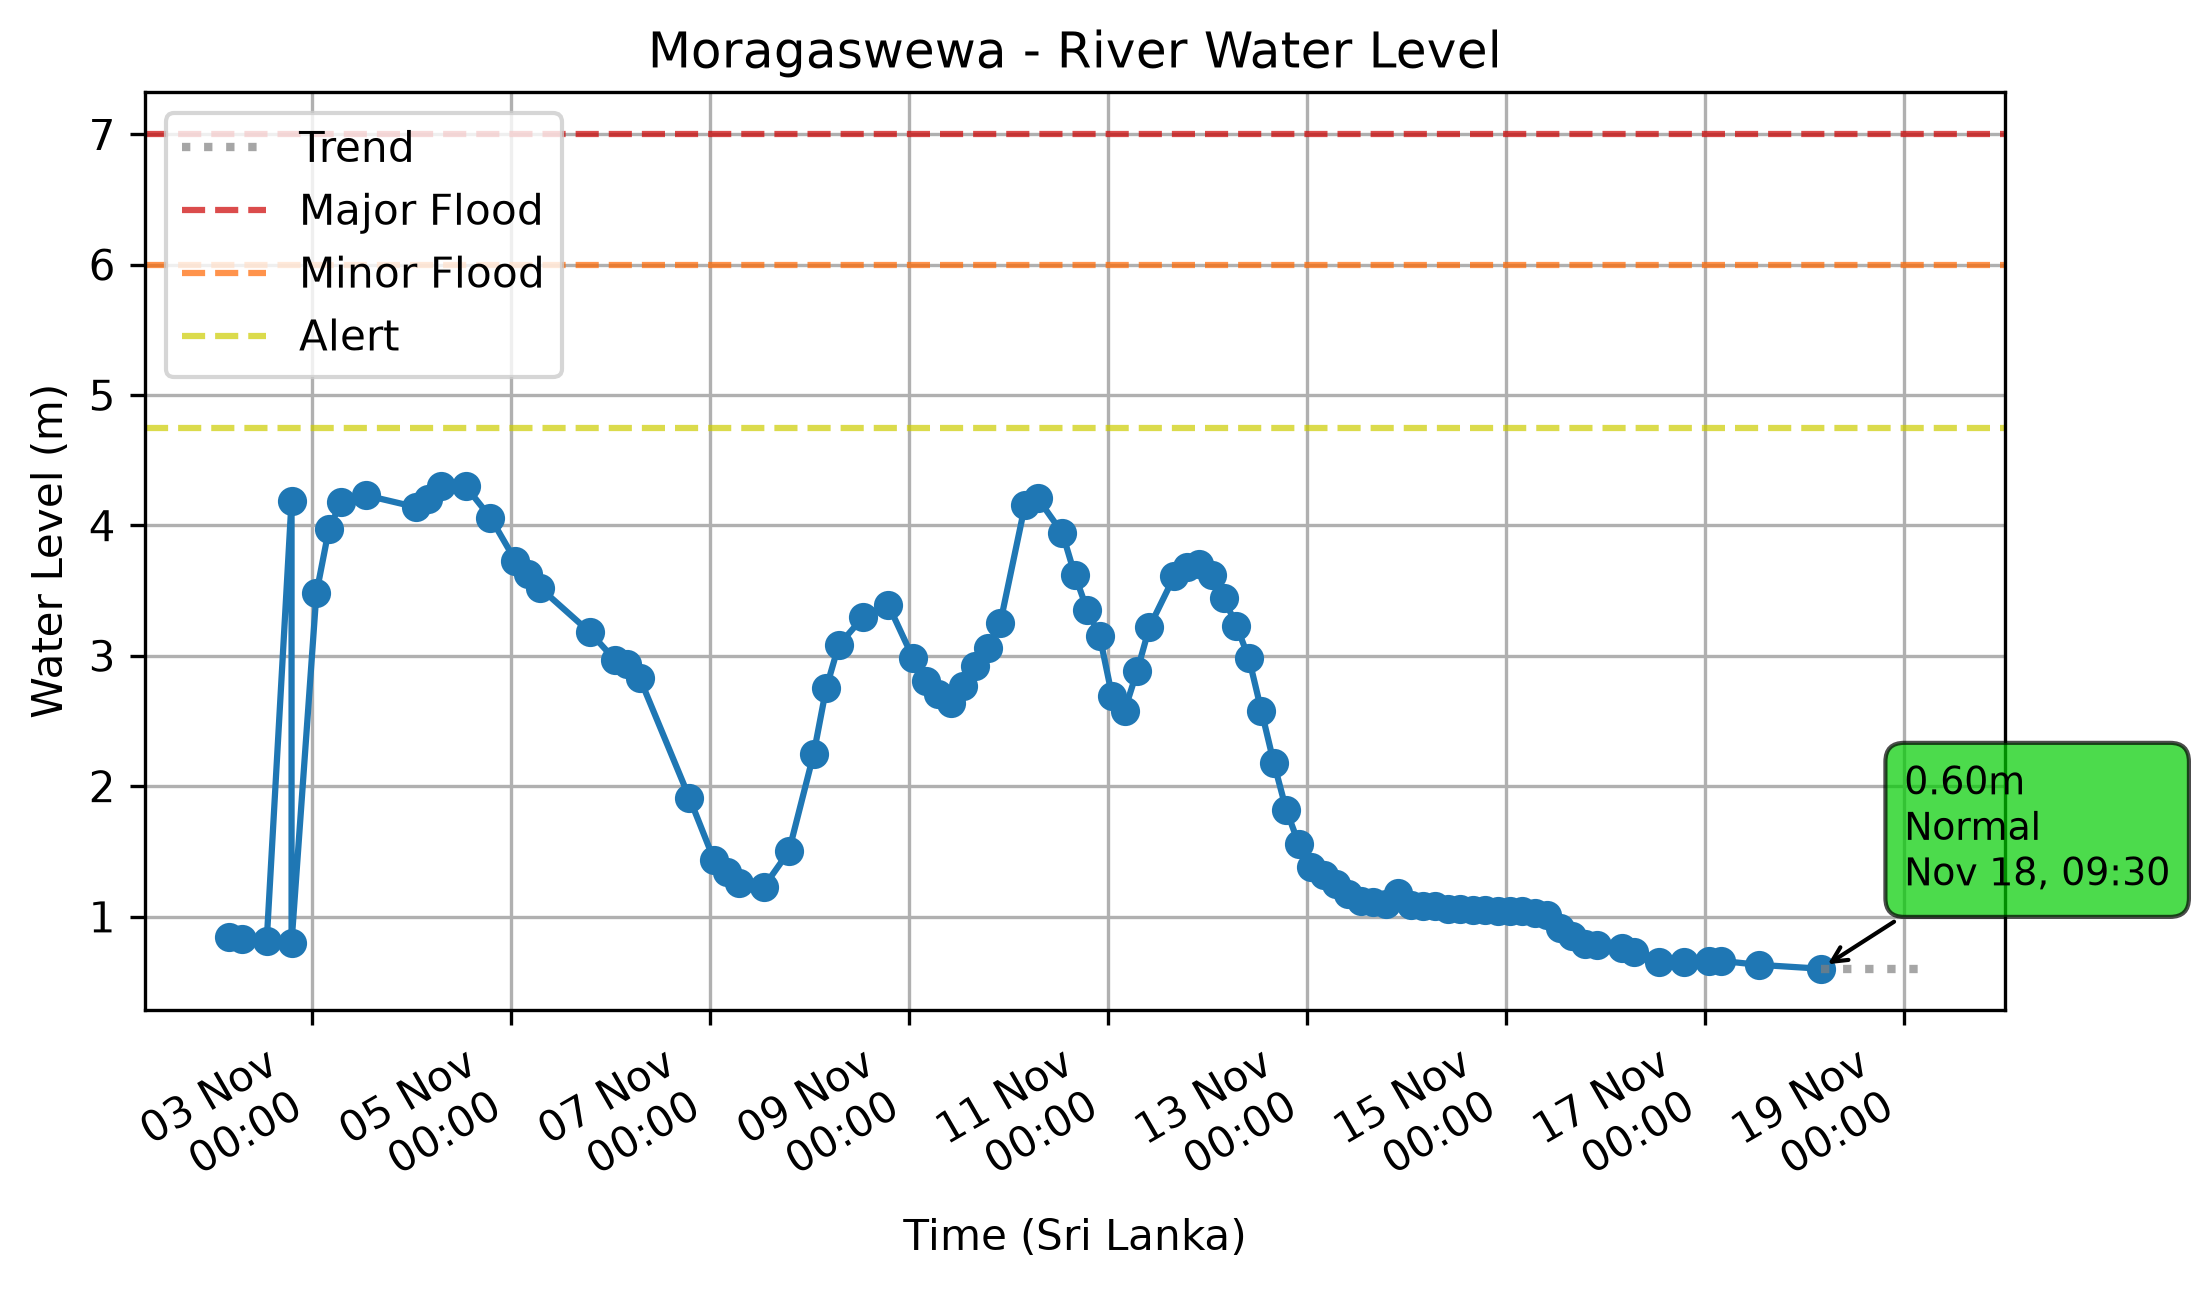 Moragaswewa - River Water Level
Trend
Major Flood
Minor Flood
Alert
Water Level (m)
7
6
5
4
3
2
1
0.60m
Normal
Nov 18, 09:30
03 Nov
00:00
05 Nov
00:00
07 Nov
00:00
09 Nov
00:00
11 Nov
00:00
13 Nov
00:00
15 Nov
00:00
17 Nov
00:00
19 Nov
00:00
Time (Sri Lanka)